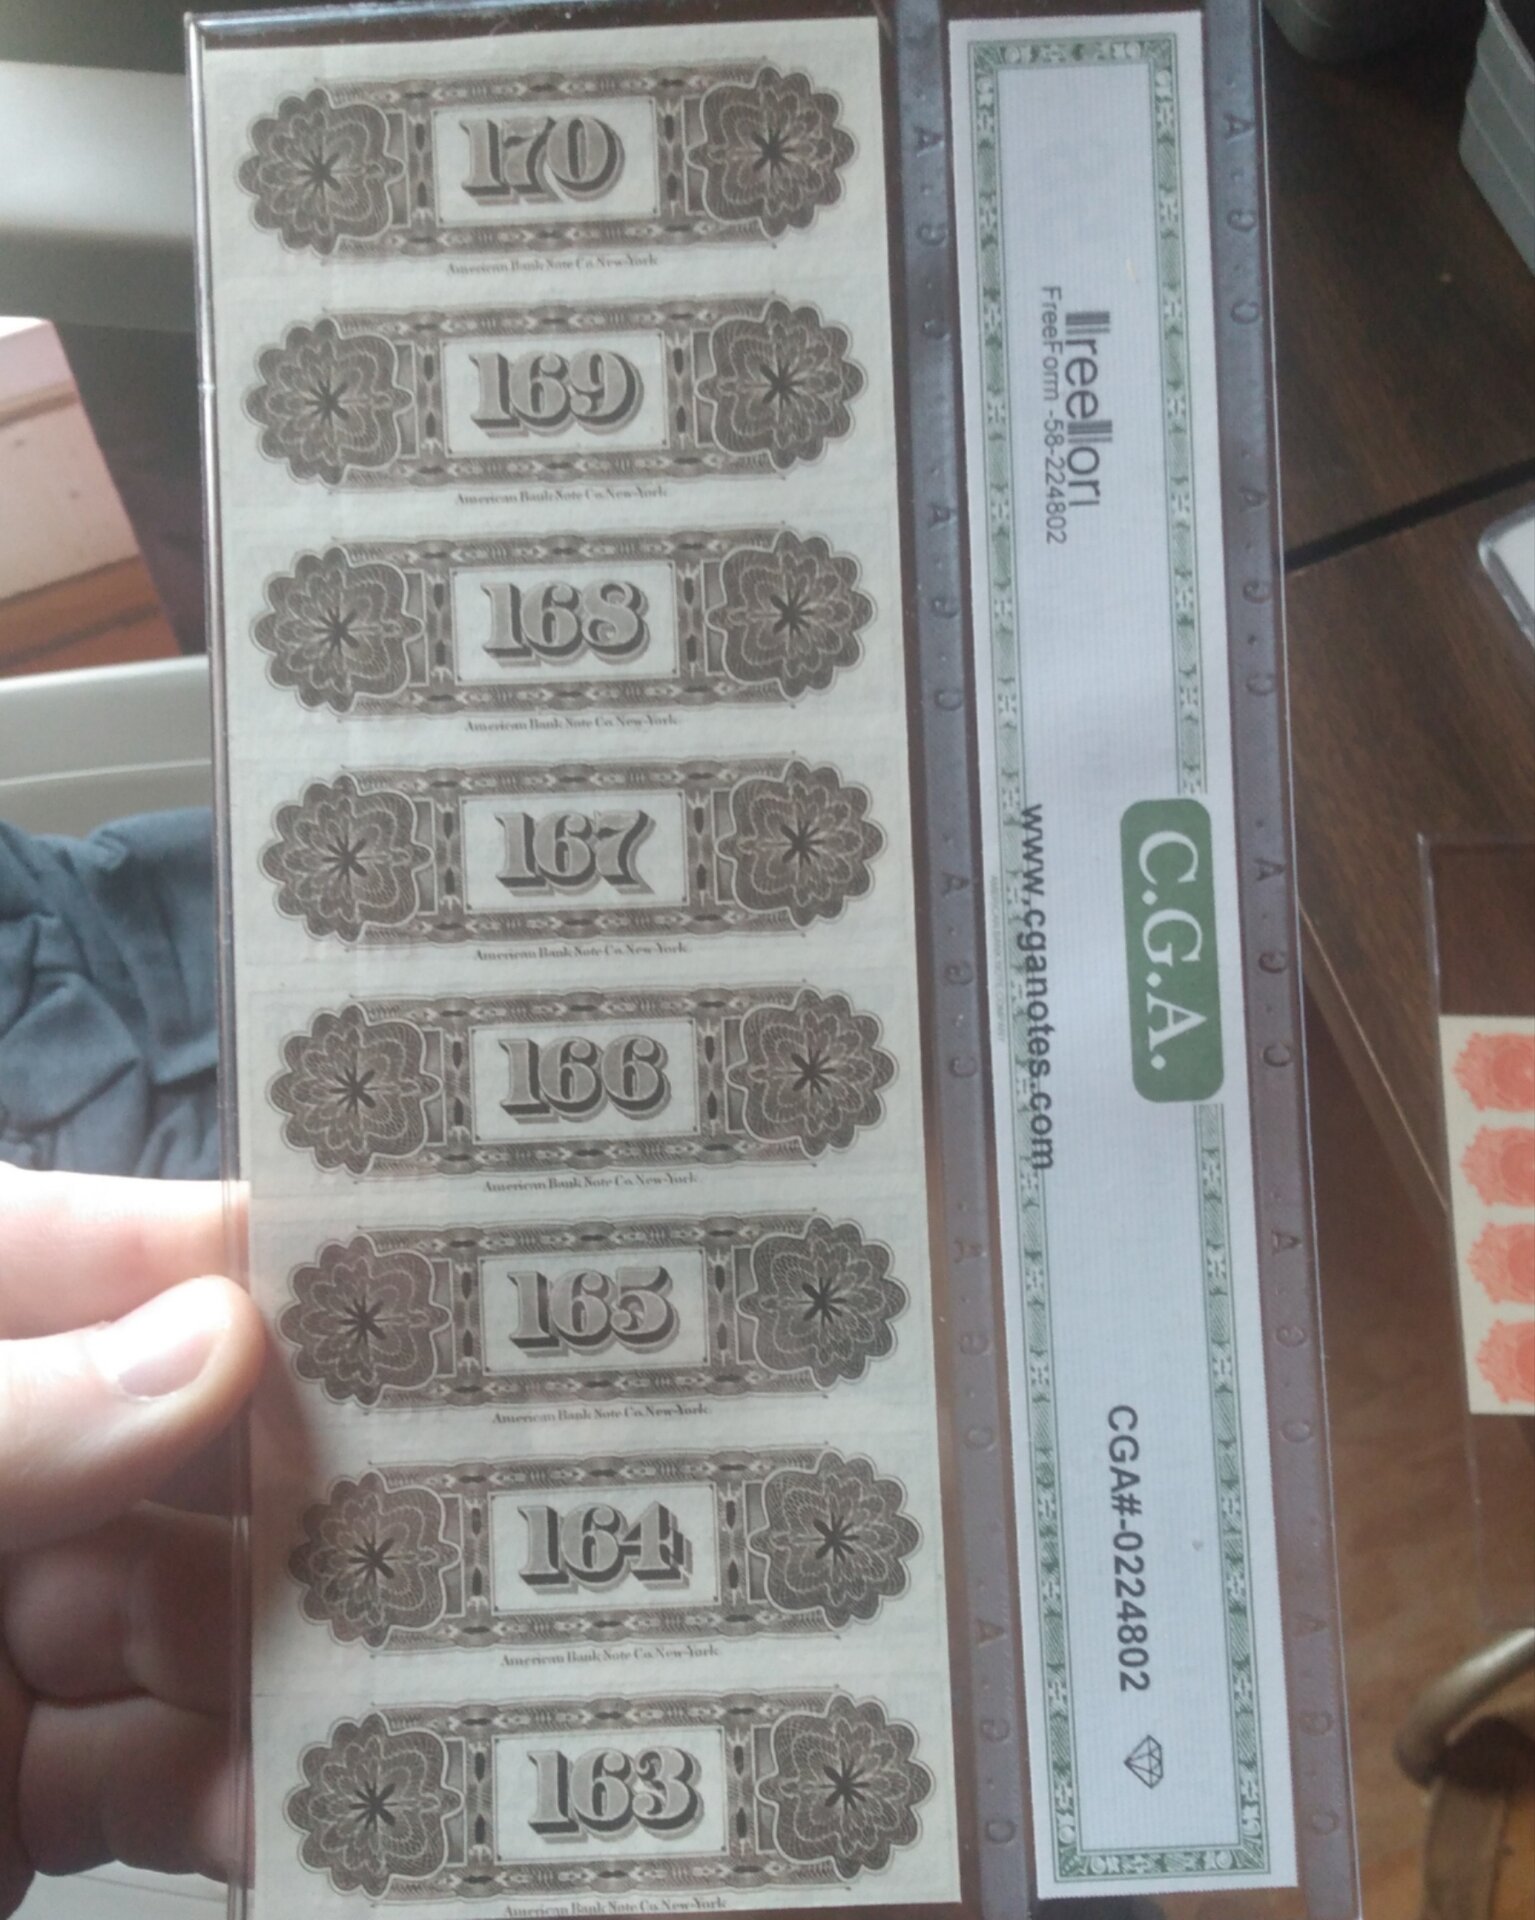 170
American Bank Note Co. New-York.
169
American Bank Note Co. New-York.
168
American Bank Note Co. New-York.
167
American Bank Note Co. New-York.
166
American Bank Note Co. New-York.
165
American Bank Note Co. New-York.
164
American Bank Note Co. New-York.
163
American Bank Note Co. New-York.
C.G.A.
FreeForm -58-224802
www.cganotes.com
CGA#-0224802